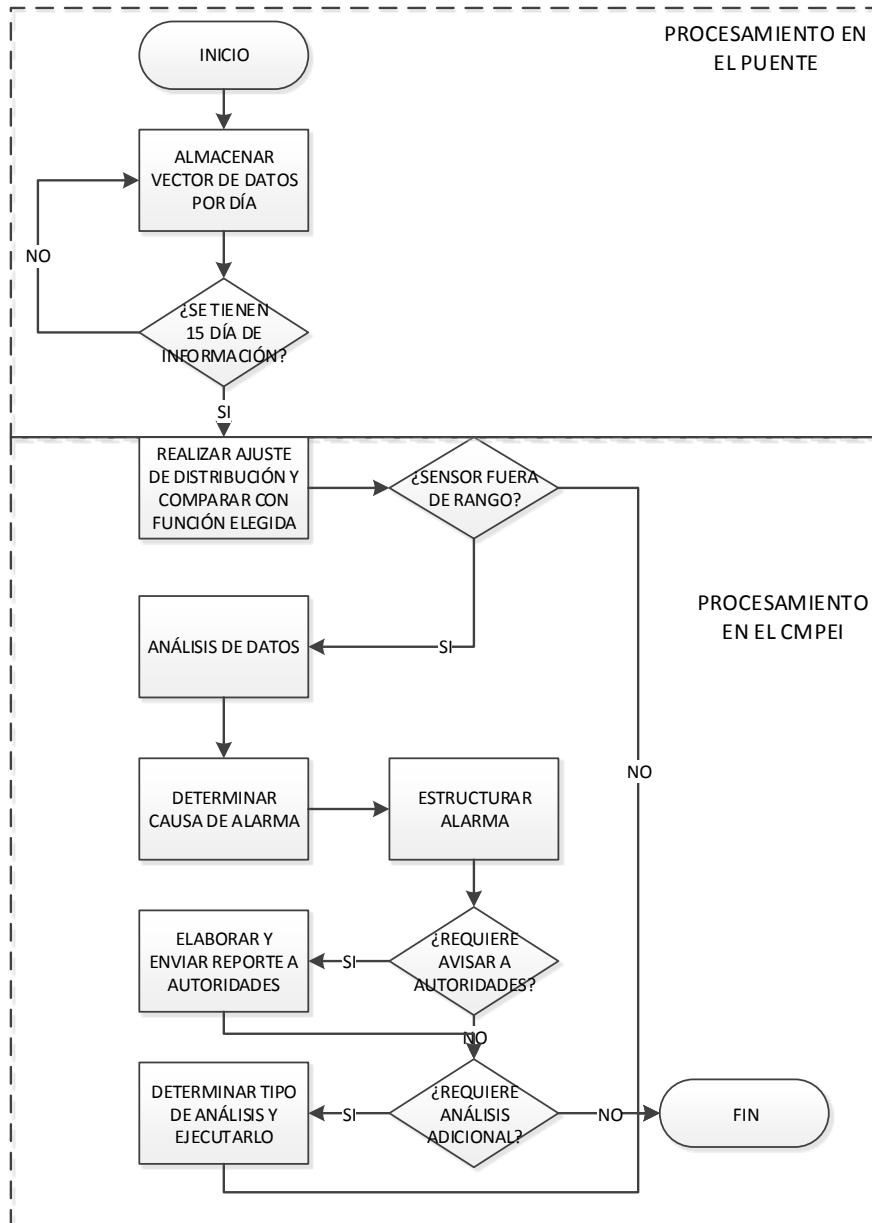 PROCESAMIENTO EN
EL PUENTE
INICIO
ALMACENAR
VECTOR DE DATOS
POR DÍA
NO
¿SE TIENEN
15 DÍA DE
INFORMACIÓN?
SI
REALIZAR AJUSTE
DE DISTRIBUCIÓN Y
COMPARAR CON
FUNCIÓN ELEGIDA
¿SENSOR FUERA
DE RANGO?
PROCESAMIENTO
EN EL CMPEI
ANÁLISIS DE DATOS
SI
NO
DETERMINAR
CAUSA DE ALARMA
ESTRUCTURAR
ALARMA
ELABORAR Y
ENVIAR REPORTE A
AUTORIDADES
SI
¿REQUIERE
AVISAR A
AUTORIDADES?
NO
DETERMINAR TIPO
DE ANÁLISIS Y
EJECUTARLO
SI
¿REQUIERE
ANÁLISIS
ADICIONAL?
NO
FIN